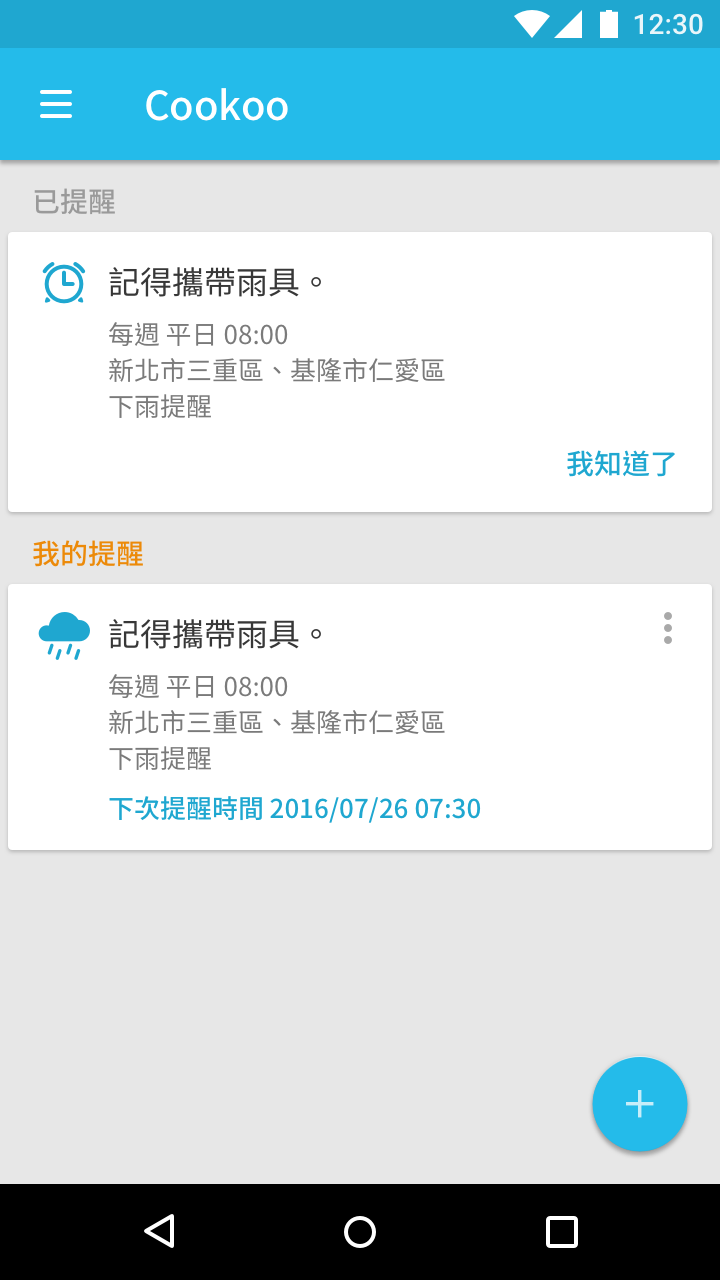 12:30
Cookoo
已提醒
記得攜帶雨具。
每週 平日 08:00
新北市三重區、基隆市仁愛區
下雨提醒
我知道了
我的提醒
記得攜帶雨具。
每週 平日 08:00
新北市三重區、基隆市仁愛區
下雨提醒
下次提醒時間 2016/07/26 07:30